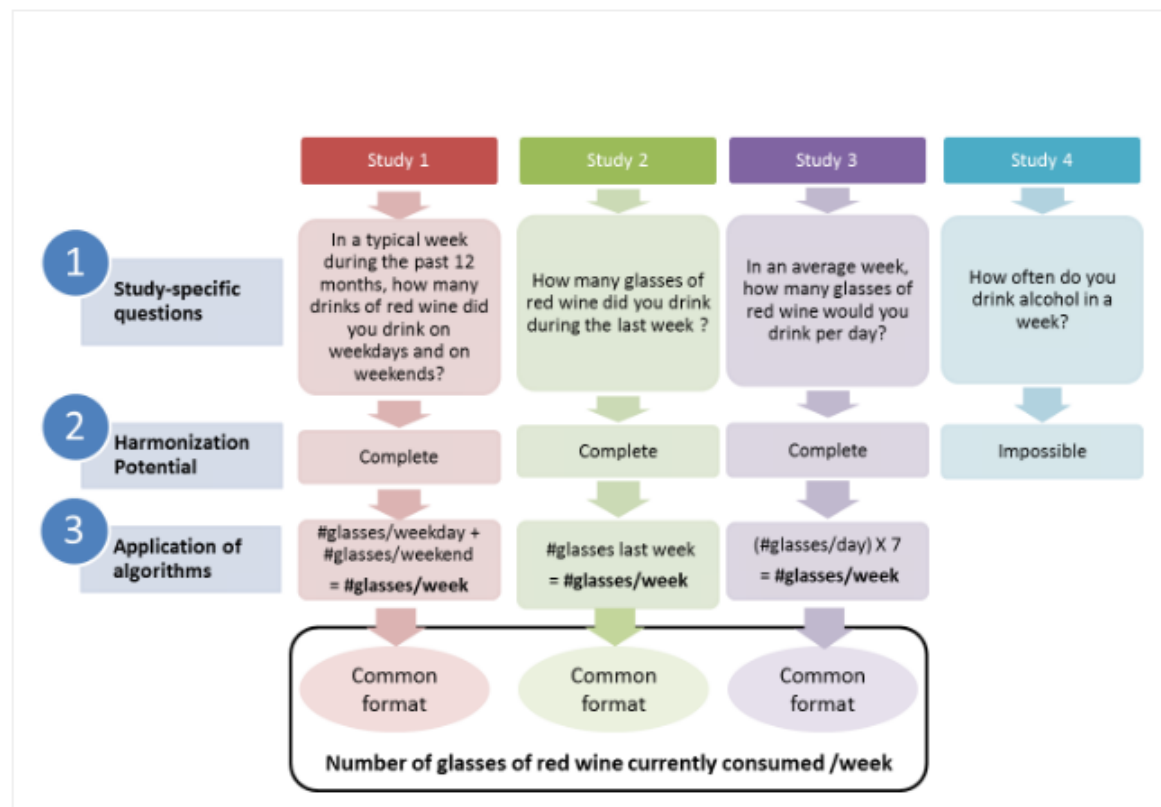 Study 1
Study 2
Study 3
Study 4
1
Study-specific
questions
In a typical week
during the past 12
months, how many
drinks of red wine did
you drink on
weekdays and on
weekends?
How many glasses of
red wine did you drink
during the last week ?
In an average week,
how many glasses of
red wine would you
drink per day?
How often do you
drink alcohol in a
week?
2
Harmonization
Potential
Complete
Complete
Complete
Impossible
3
Application of
algorithms
#glasses/weekday +
#glasses/weekend
= #glasses/week
#glasses last week
= #glasses/week
(#glasses/day) X 7
= #glasses/week
Common
format
Common
format
Common
format
Number of glasses of red wine currently consumed /week